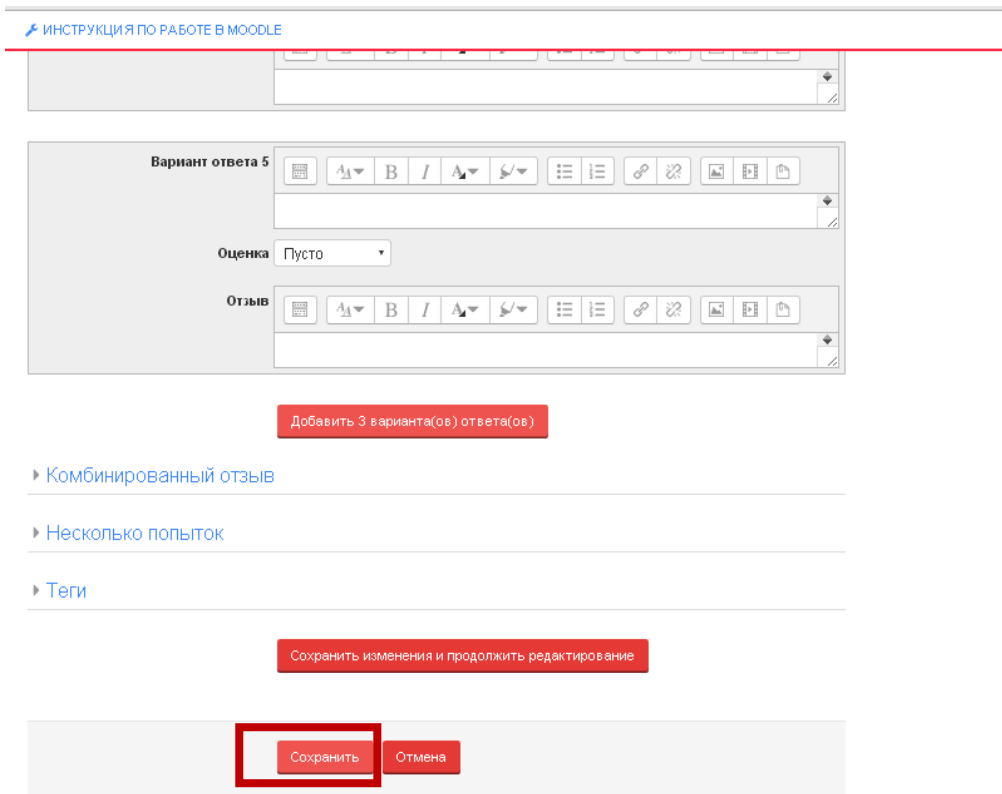 ИНСТРУКЦИЯ ПО РАБОТЕ В MOODLE
Вариант ответа 5
Оценка Пусто
Отзыв
Добавить 3 варианта(ов) ответа(ов)
Комбинированный отзыв
Несколько попыток
Теги
Сохранить изменения и продолжить редактирование
Сохранить Отмена